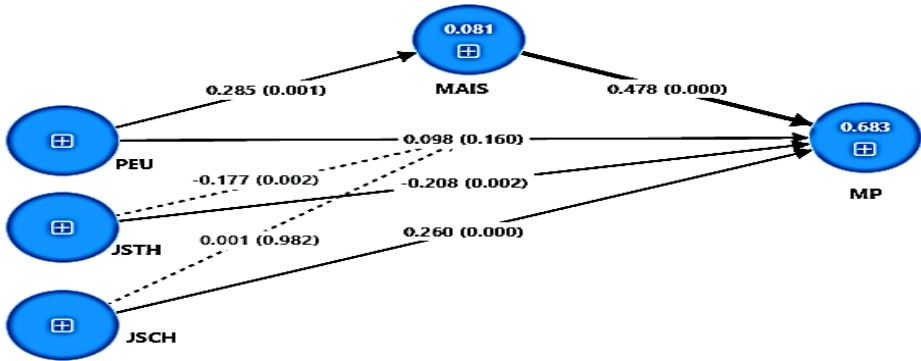 0.081
MAIS
0.285 (0.001)
0.478 (0.000)
PEU
0.098 (0.160)
0.683
MP
-0.177 (0.002)
-0.208 (0.002)
JSTH
0.001 (0.982)
0.260 (0.000)
JSCH